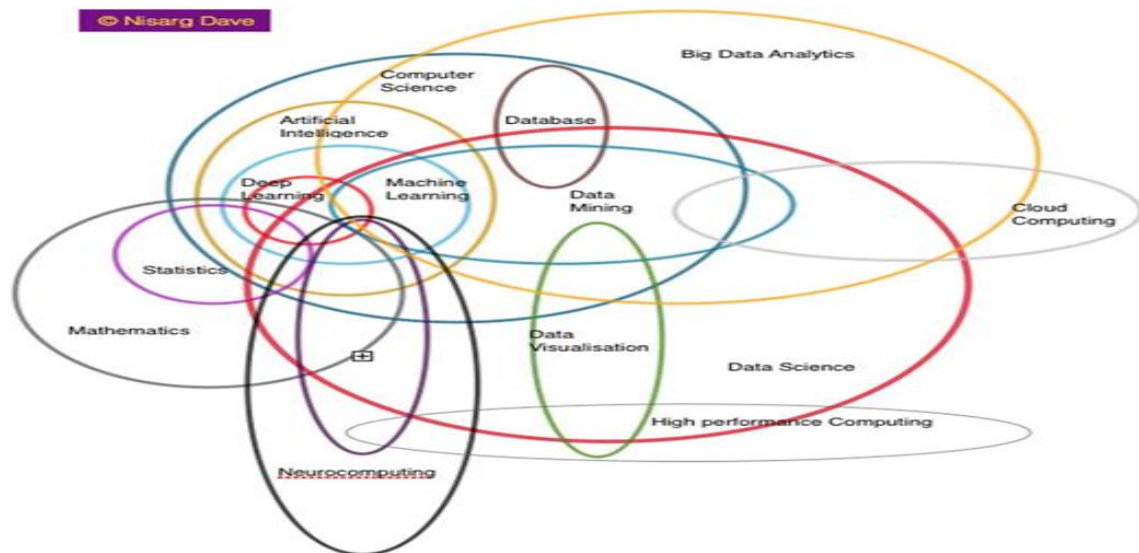 © Nisarg Dave
Big Data Analytics
Computer
Science
Artificial
Intelligence
Database
Deep
Learning
Machine
Learning
Data
Mining
Cloud
Computing
Statistics
Mathematics
Data
Visualisation
Data Science
High performance Computing
Neurocomputing